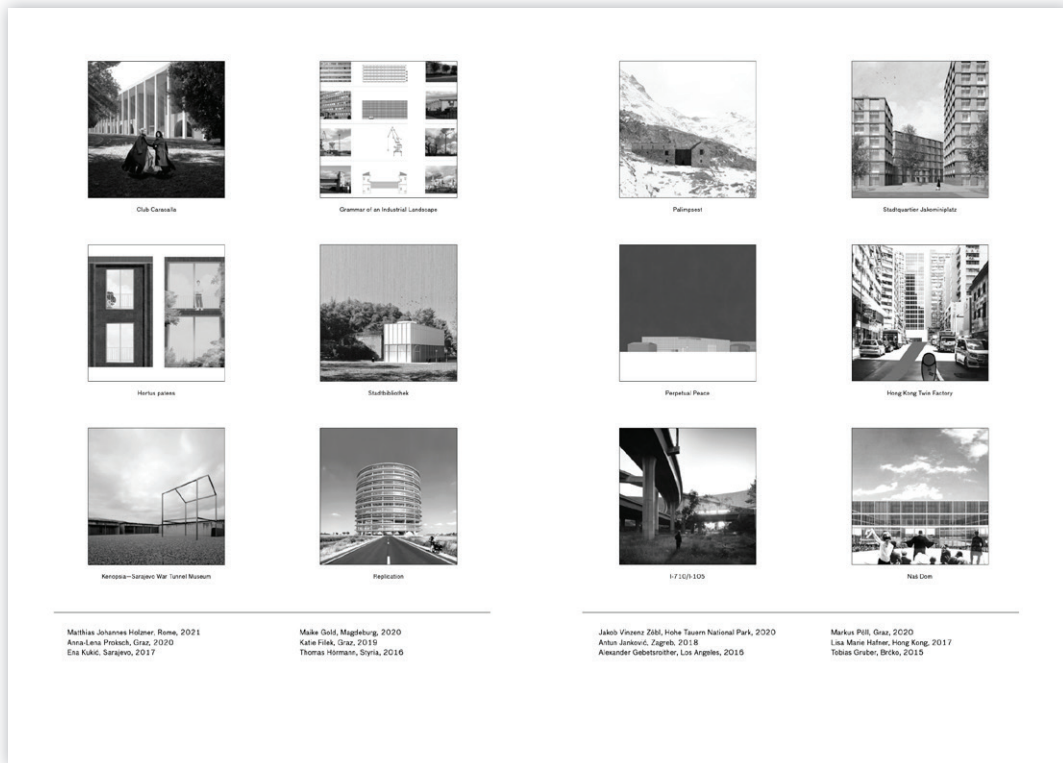 Club Caracalla
Grammar of an Industrial Landscape
Palimpsest
Stadtquartier Jakominiplatz
Hortus patees
Stadtbibliothek
Perpetual Peace
Hong Kong Twin Factory
Kenopsia—Sarajevo War Tunnel Museum
Replication
I-710/I-105
Naš Dom
Matthias Johannes Holzner, Rome, 2021
Anna-Lena Proksch, Graz, 2020
Ena Kukić, Sarajevo, 2017
Maike Gold, Magdeburg, 2020
Katie Filek, Graz, 2019
Thomas Hörmann, Styria, 2016
Jakob Vinzenz Zöbl, Hohe Tauern National Park, 2020
Antun Janković, Zagreb, 2018
Alexander Gebetsroither, Los Angeles, 2016
Markus Pöll, Graz, 2020
Lisa Marie Hafner, Hong Kong, 2017
Tobias Gruber, Brčko, 2015